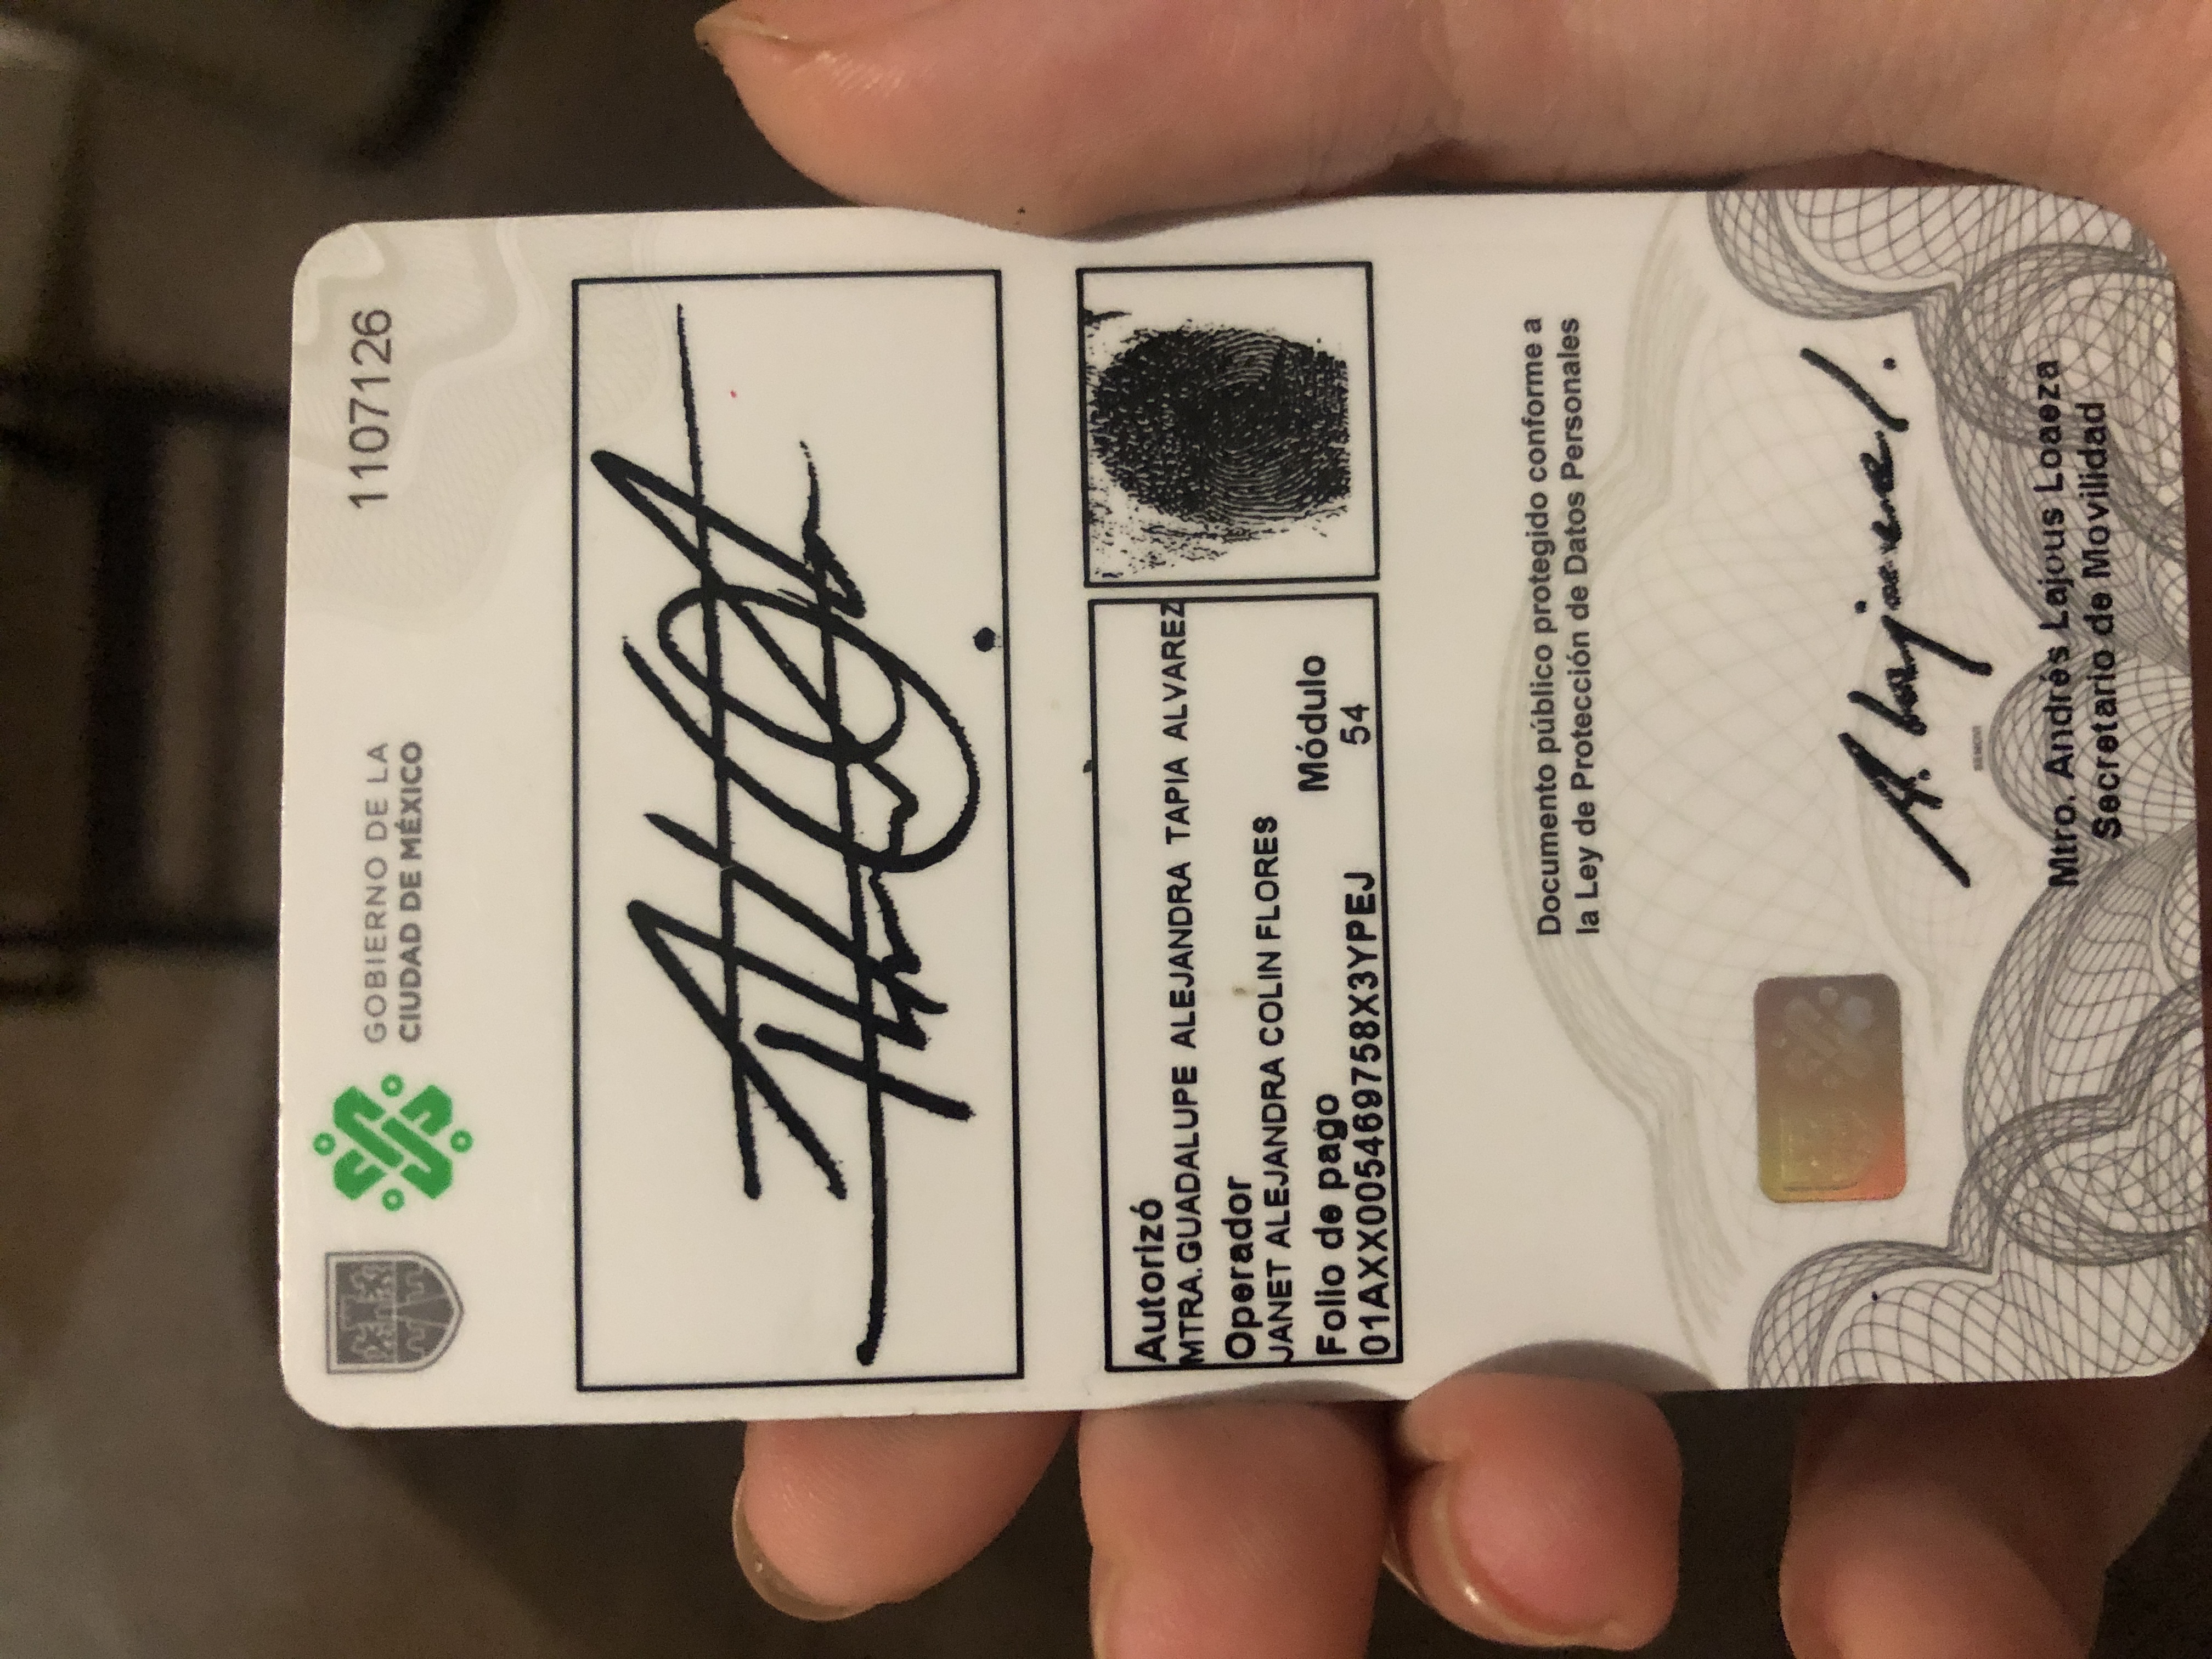 GOBIERNO DE LA
CIUDAD DE MÉXICO
1107126
Autorizó
MTRA.GUADALUPE ALEJANDRA TAPIA ALVAREZ
Operador
JANET ALEJANDRA COLIN FLORES
Folio de pago Módulo
01AXX005469758X3YPEJ 54
Documento público protegido conforme a
la Ley de Protección de Datos Personales
Mtro. Andrés Lajous Loaeza
Secretario de Movilidad